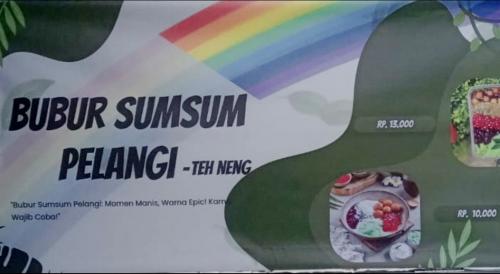 BUBUR SUMSUM
PELANGI - TEH NENG
"Bubur Sumsum Pelangi: Momen Manis, Warna Epic! Kamu
Wajib Coba!"
RP. 13.000
RP. 10.000